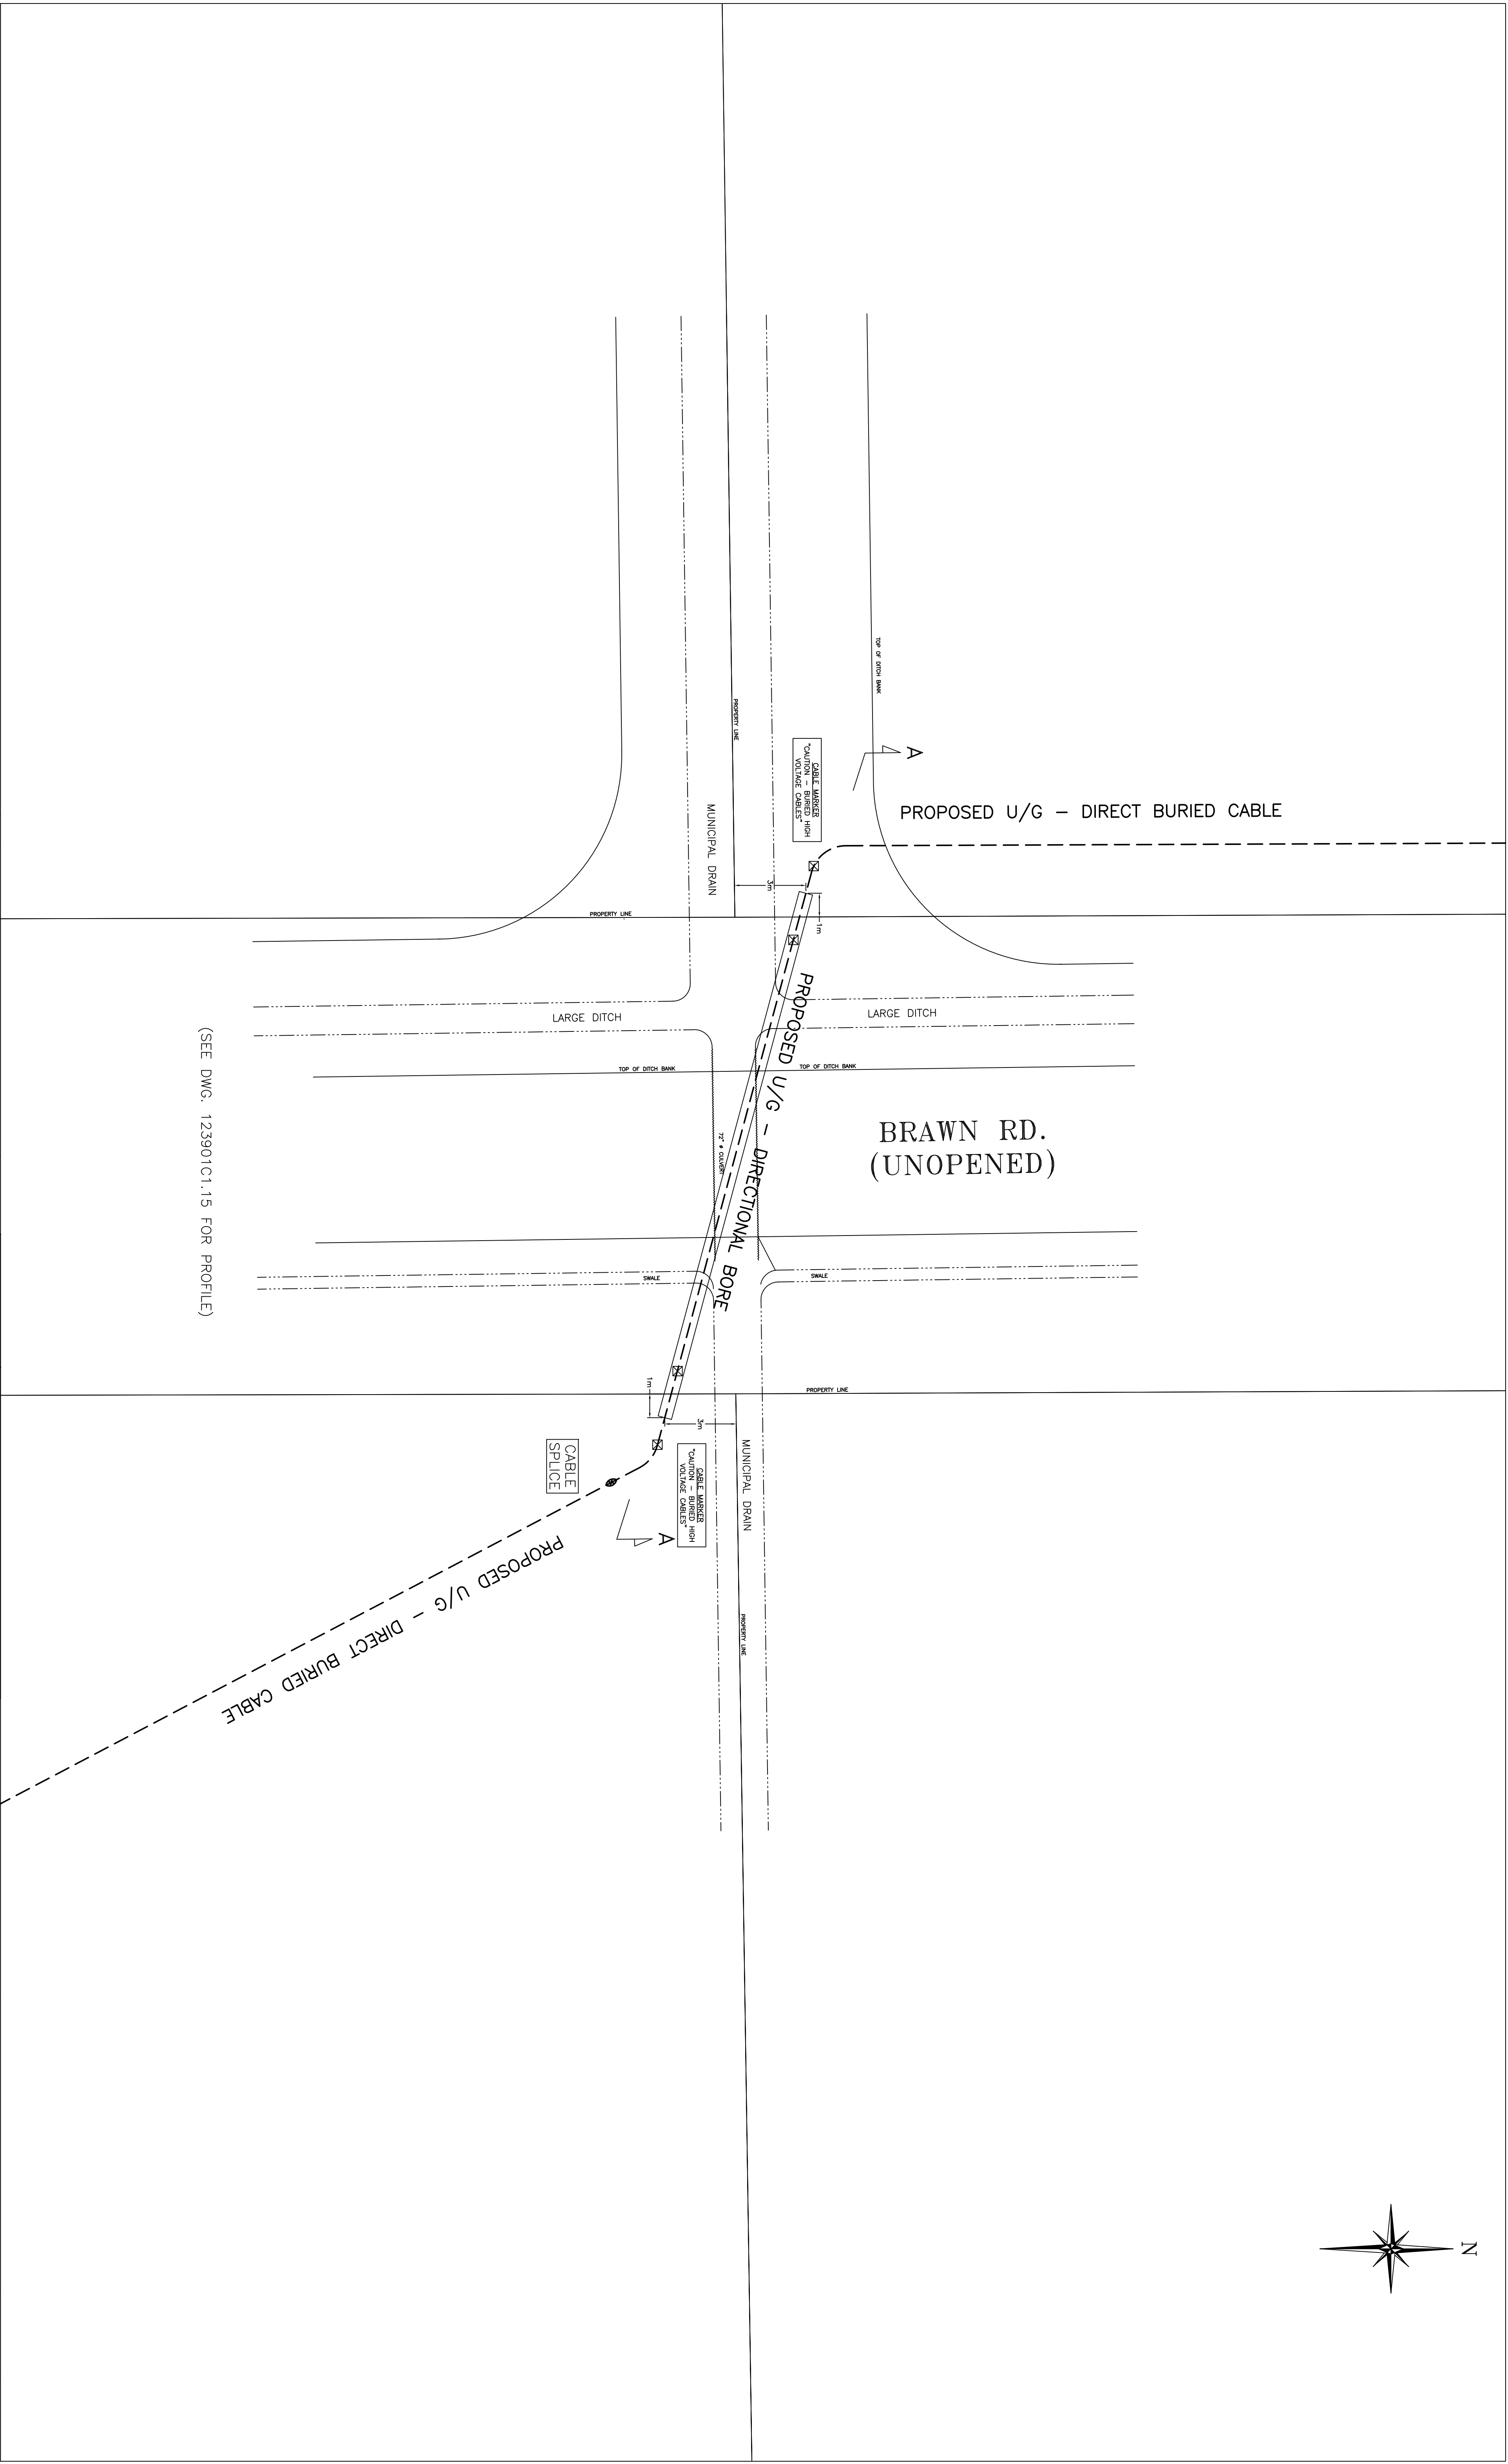 N
TOP OF DITCH BANK
PROPERTY LINE
A
CABLE MARKER
"CAUTION - BURIED HIGH
VOLTAGE CABLES"
PROPOSED U/G - DIRECT BURIED CABLE
MUNICIPAL DRAIN
3m
1m
PROPERTY LINE
PROPOSED U/G - DIRECTIONAL BORE
LARGE DITCH
LARGE DITCH
TOP OF DITCH BANK
TOP OF DITCH BANK
BRAWN RD.
(UNOPENED)
72" ø CULVERT
(SEE DWG. 123901C1.15 FOR PROFILE)
SWALE
SWALE
1m
PROPERTY LINE
3m
CABLE
SPLICE
CABLE MARKER
"CAUTION - BURIED HIGH
VOLTAGE CABLES"
MUNICIPAL DRAIN
A
PROPERTY LINE
PROPOSED U/G - DIRECT BURIED CABLE